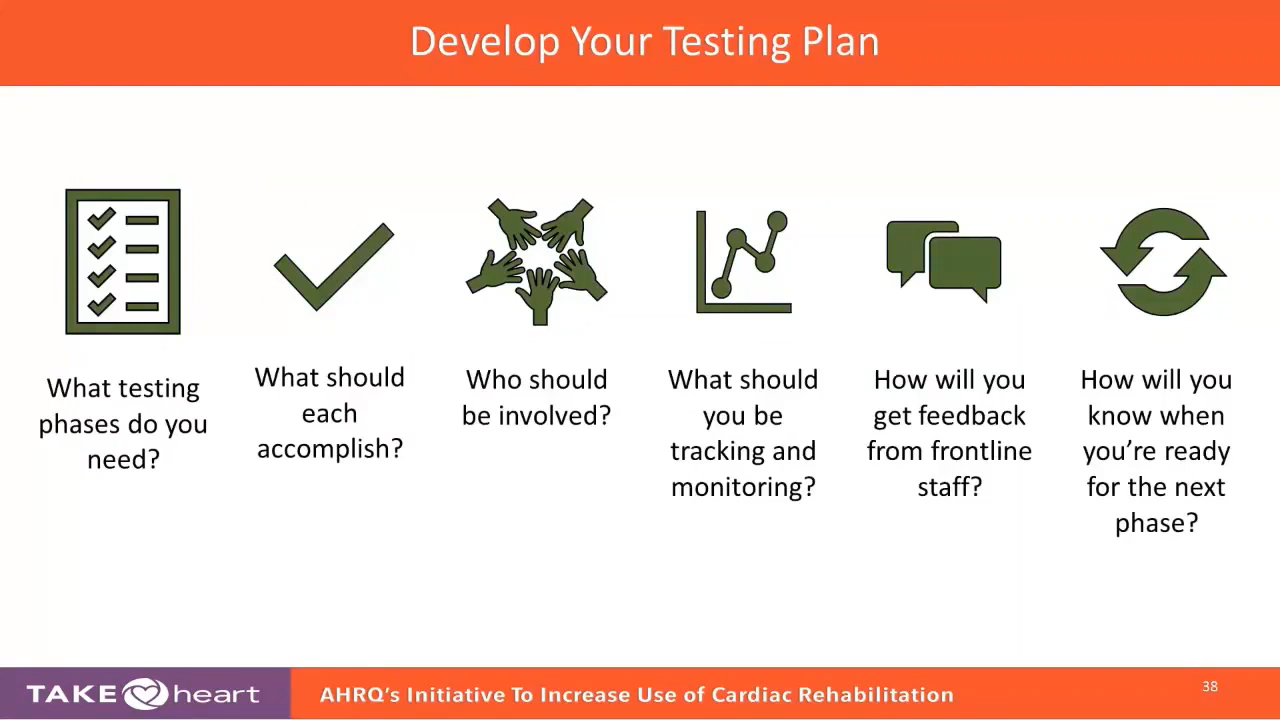 Develop Your Testing Plan
What testing
phases do you
need?
What should
each
accomplish?
Who should
be involved?
What should
you be
tracking and
monitoring?
How will you
get feedback
from frontline
staff?
How will you
know when
you’re ready
for the next
phase?
TAKE heart
AHRQ’s Initiative To Increase Use of Cardiac Rehabilitation
38